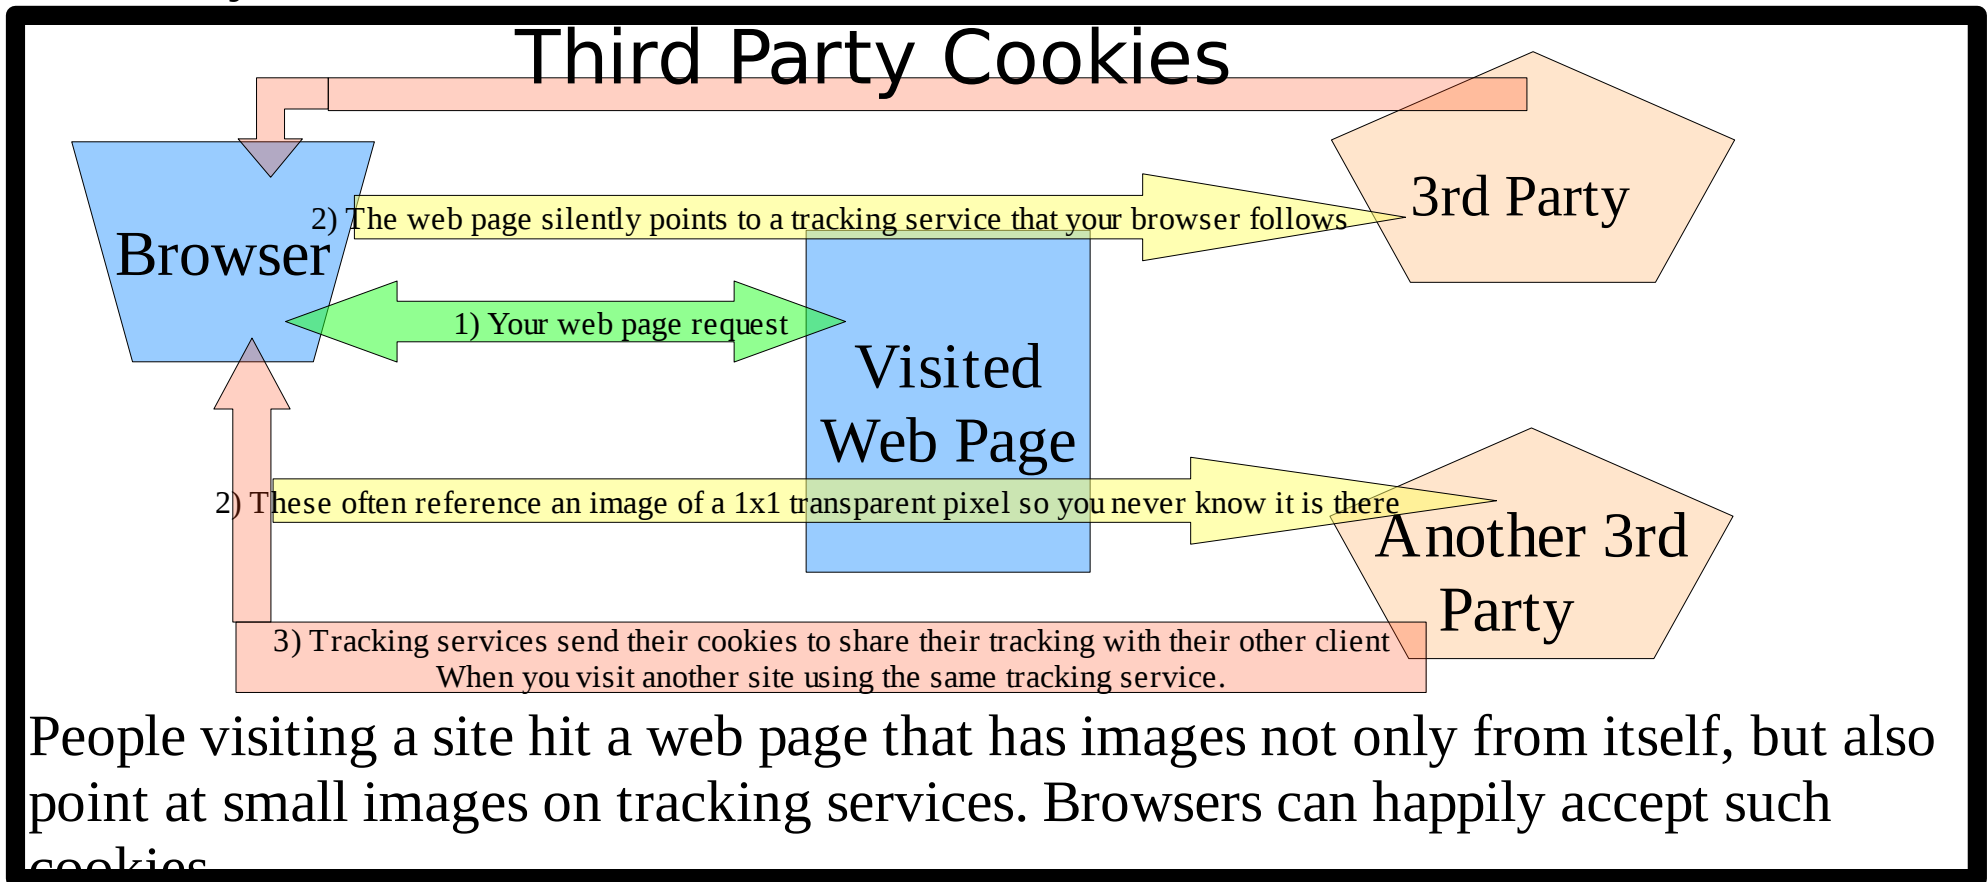 Third Party Cookies
3rd Party
2) The web page silently points to a tracking service that your browser follows
Browser
1) Your web page request
Visited
Web Page
2) These often reference an image of a 1x1 transparent pixel so you never know it is there
Another 3rd
Party
3) Tracking services send their cookies to share their tracking with their other client
When you visit another site using the same tracking service.
People visiting a site hit a web page that has images not only from itself, but also
point at small images on tracking services. Browsers can happily accept such
cookies